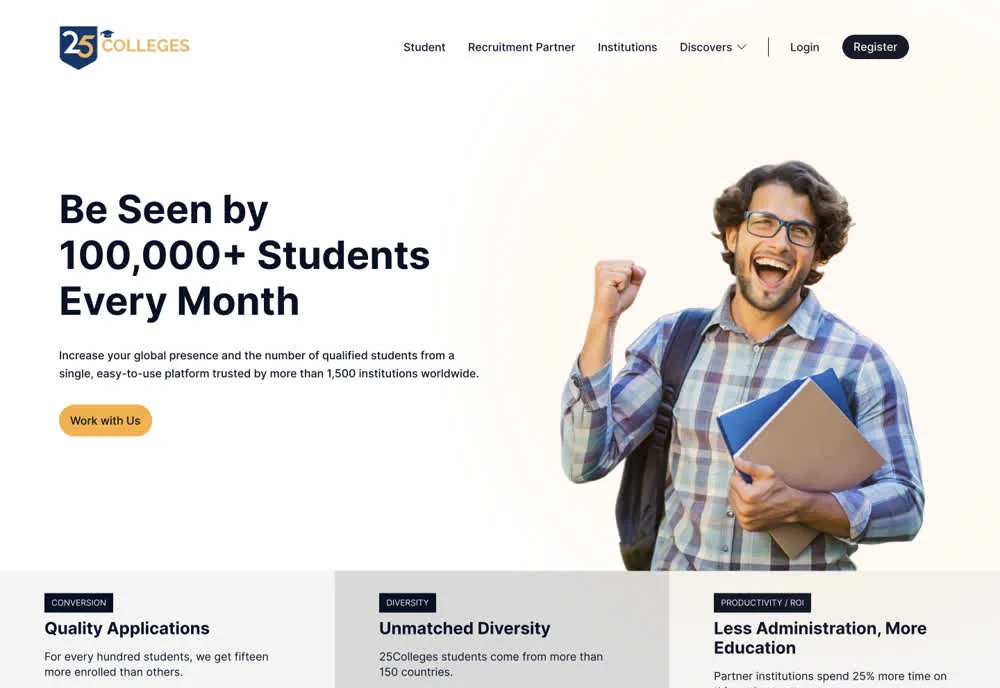 25 COLLEGES
Student
Recruitment Partner
Institutions
Discovers
Login
Register
Be Seen by
100,000+ Students
Every Month
Increase your global presence and the number of qualified students from a
single, easy-to-use platform trusted by more than 1,500 institutions worldwide.
Work with Us
CONVERSION
Quality Applications
For every hundred students, we get fifteen
more enrolled than others.
DIVERSITY
Unmatched Diversity
25Colleges students come from more than
150 countries.
PRODUCTIVITY / ROI
Less Administration, More
Education
Partner institutions spend 25% more time on